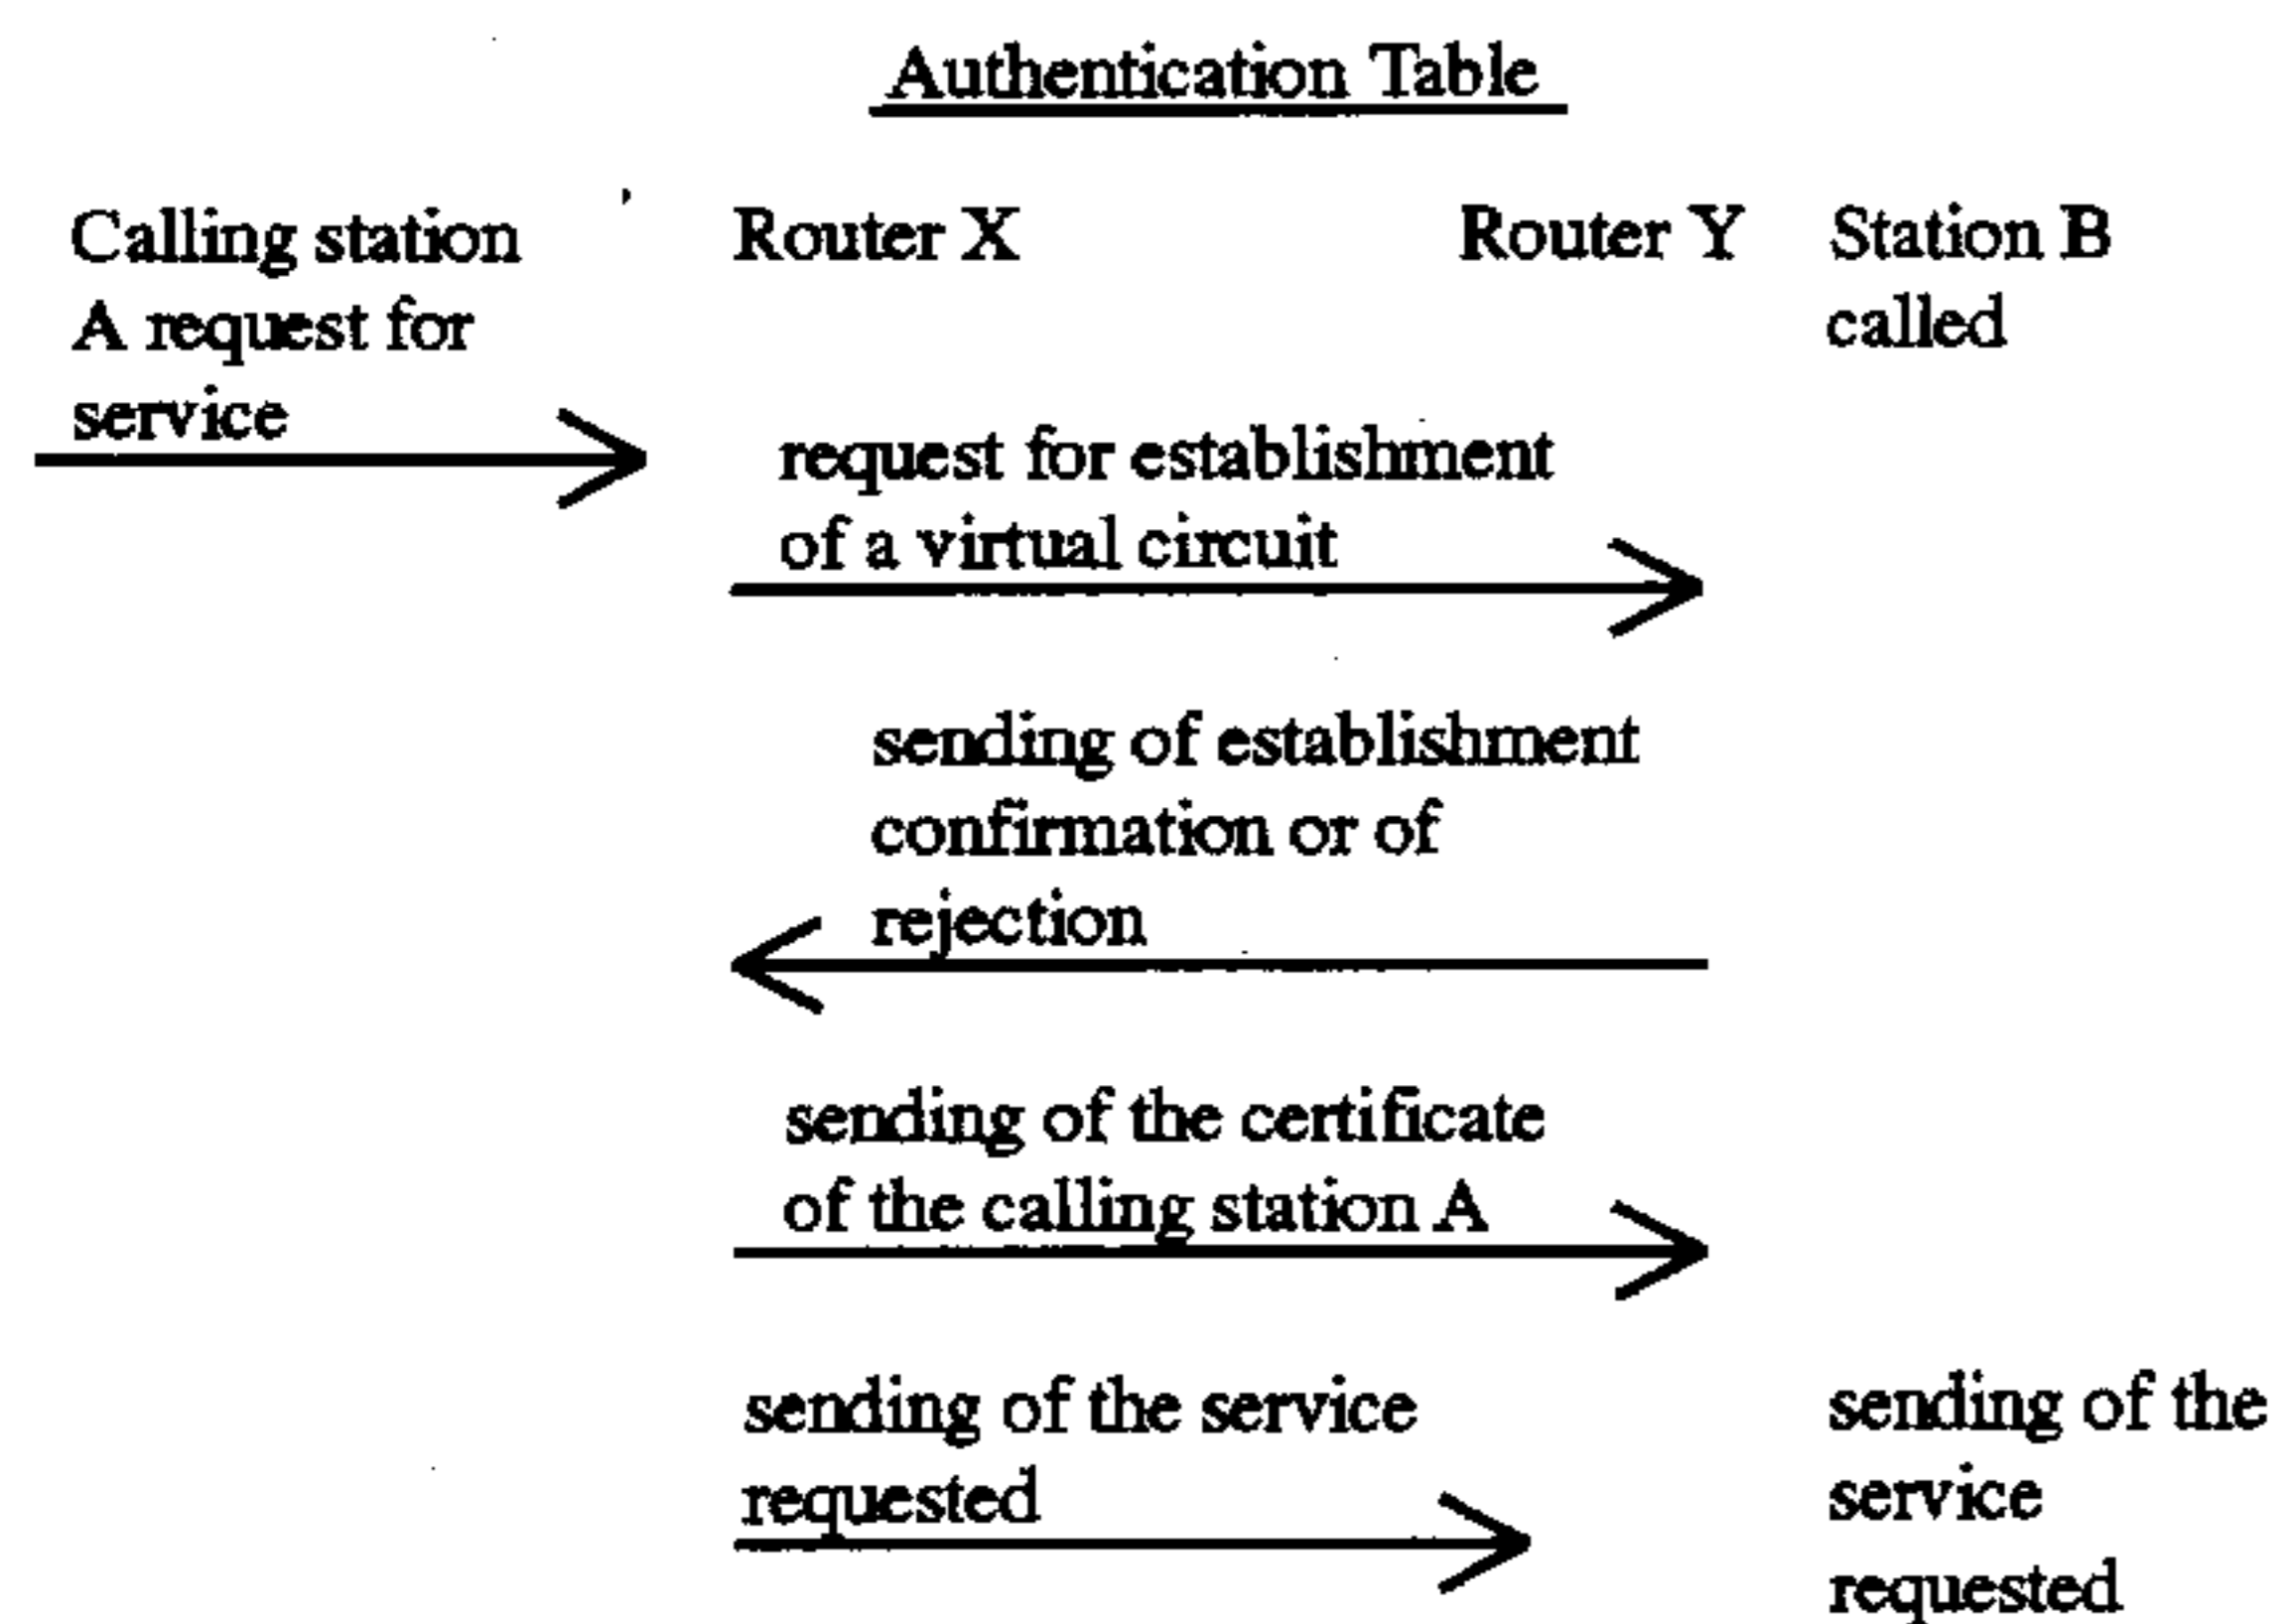 Authentication Table
Calling station
A request for
service
Router X
Router Y
Station B
called
request for establishment
of a virtual circuit
sending of establishment
confirmation or of
rejection
sending of the certificate
of the calling station A
sending of the service
requested
sending of the
service
requested